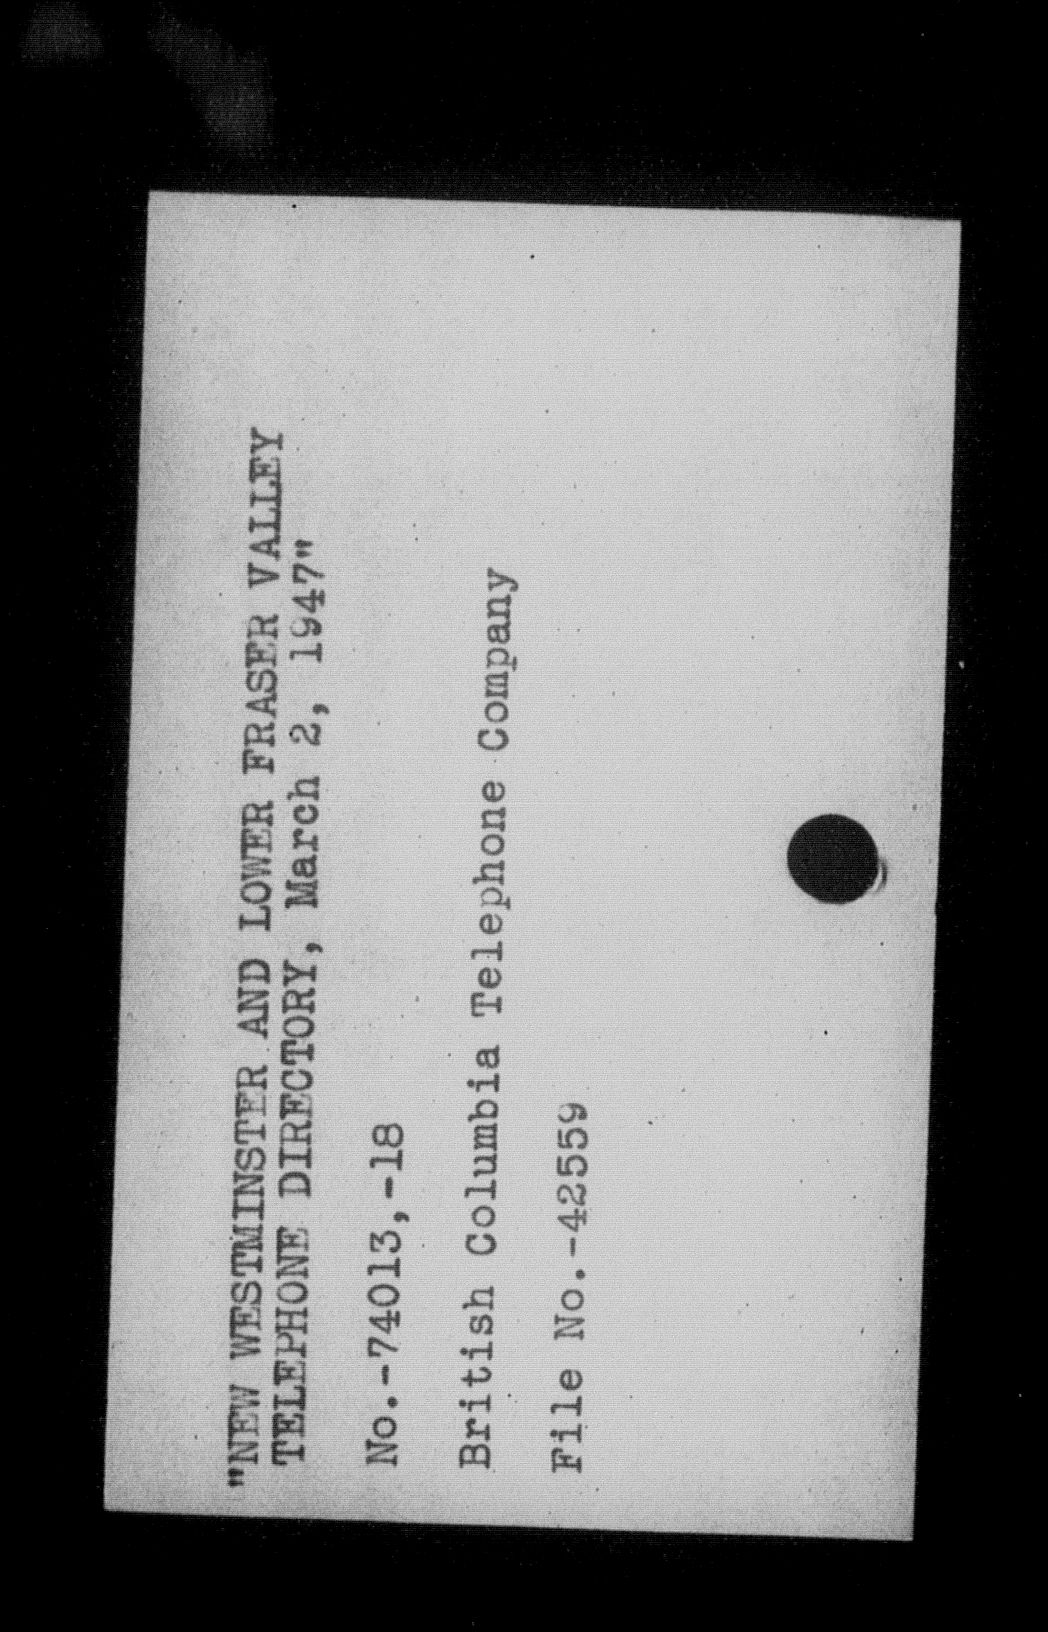 "NEW WESTMINSTER AND LOWER FRASER VALLEY
TELEPHONE DIRECTORY, March 2, 1947"
No.-74013,-18
British Columbia Telephone Company
File No.-42559